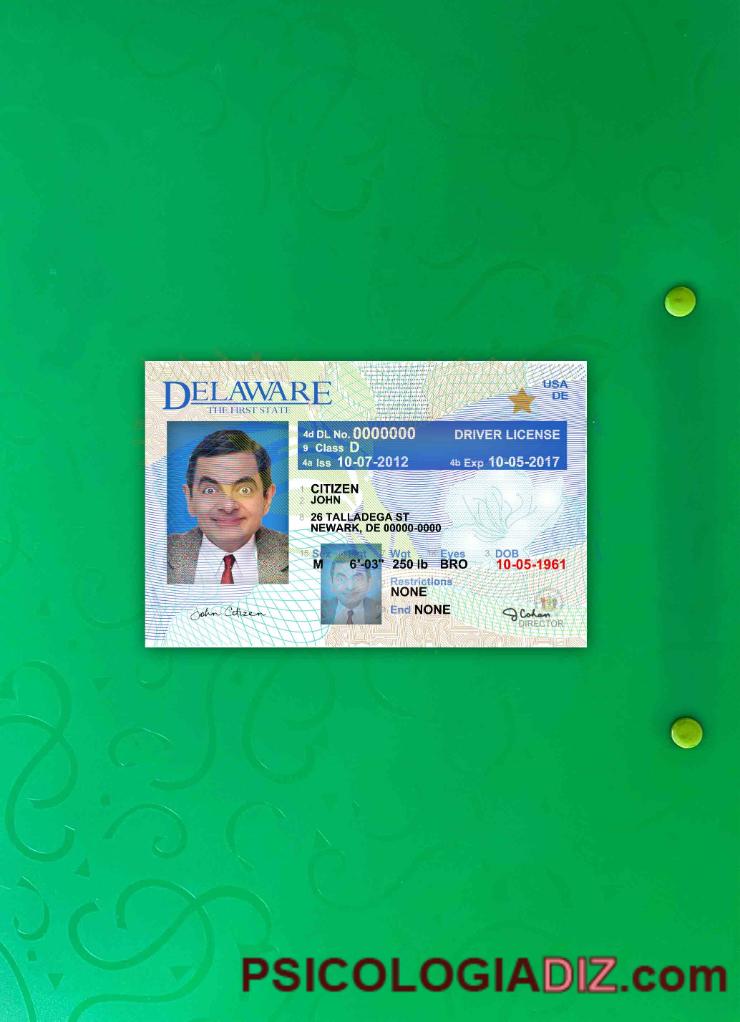 DELAWARE
THE FIRST STATE
USA
DE
4d DL No. 0000000 DRIVER LICENSE
9 Class D
4a Iss 10-07-2012 4b Exp 10-05-2017
1 CITIZEN
2 JOHN
8 26 TALLADEGA ST
NEWARK, DE 00000-0000
15 Sex Hgt Wgt Eyes 3. DOB
M 6'-03" 250 lb BRO 10-05-1961
Restrictions
NONE
End NONE
John Citizen
J Cohen
DIRECTOR
PSICOLOGIADIZ.com